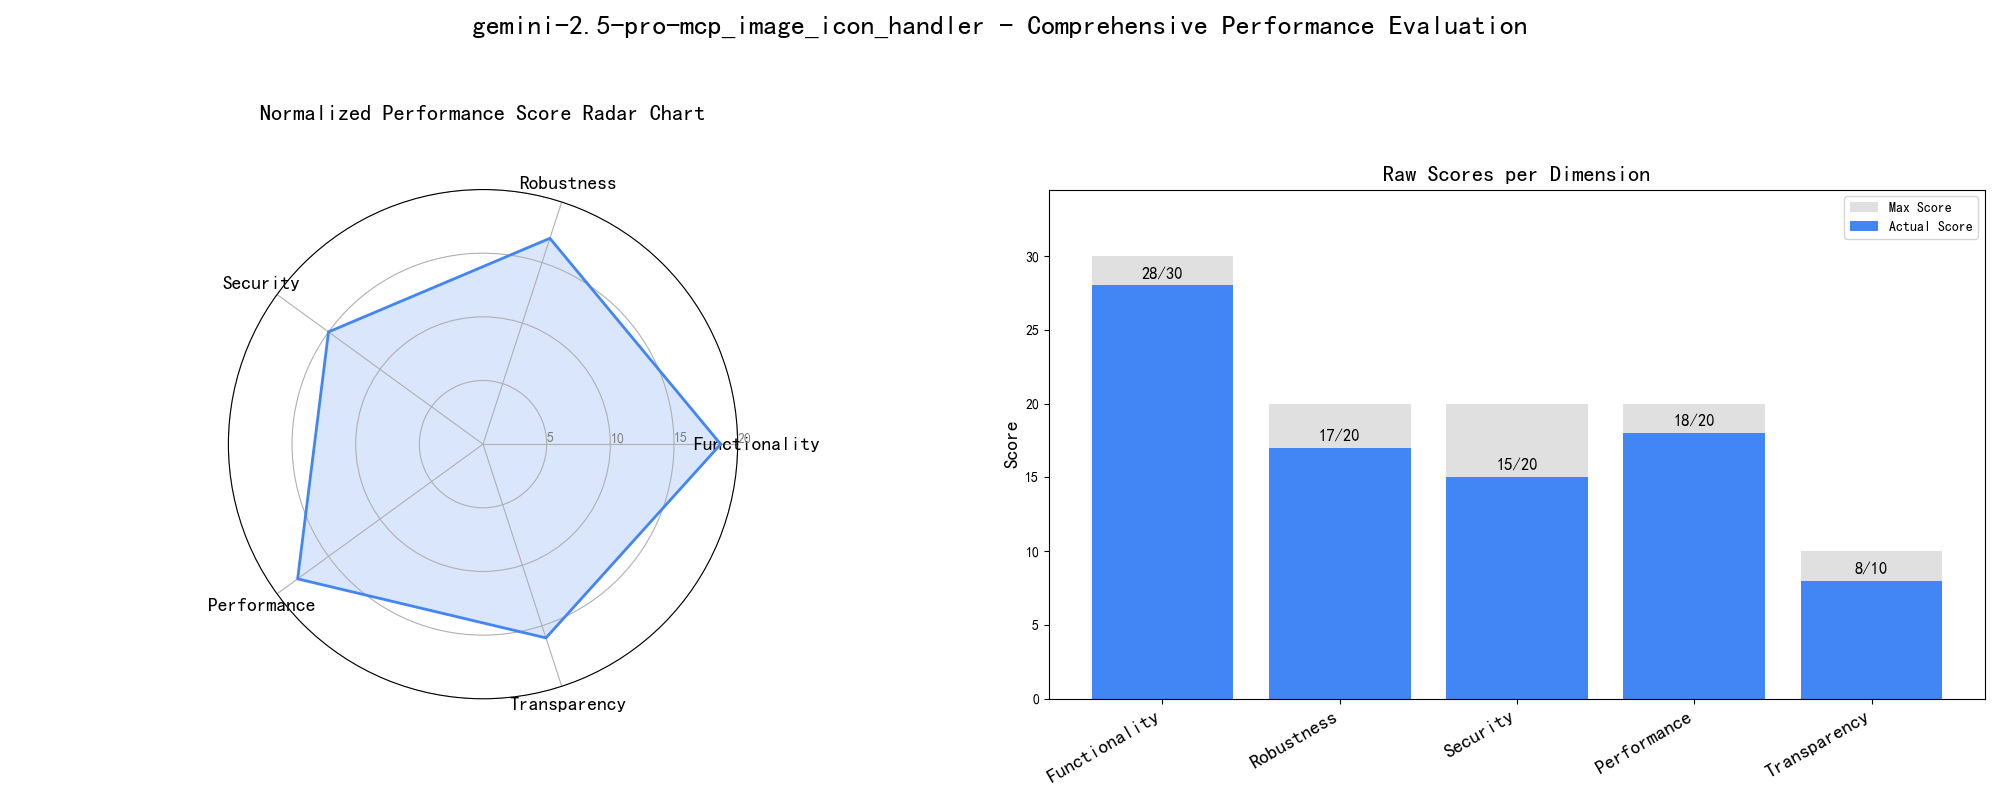 gemini-2.5-pro-mcp_image_icon_handler - Comprehensive Performance Evaluation
Normalized Performance Score Radar Chart
Robustness
Security
5
10
15
20
Functionality
Performance
Transparency
Raw Scores per Dimension
Max Score
Actual Score
Score
30
25
20
15
10
5
0
28/30
17/20
15/20
18/20
8/10
Functionality
Robustness
Security
Performance
Transparency